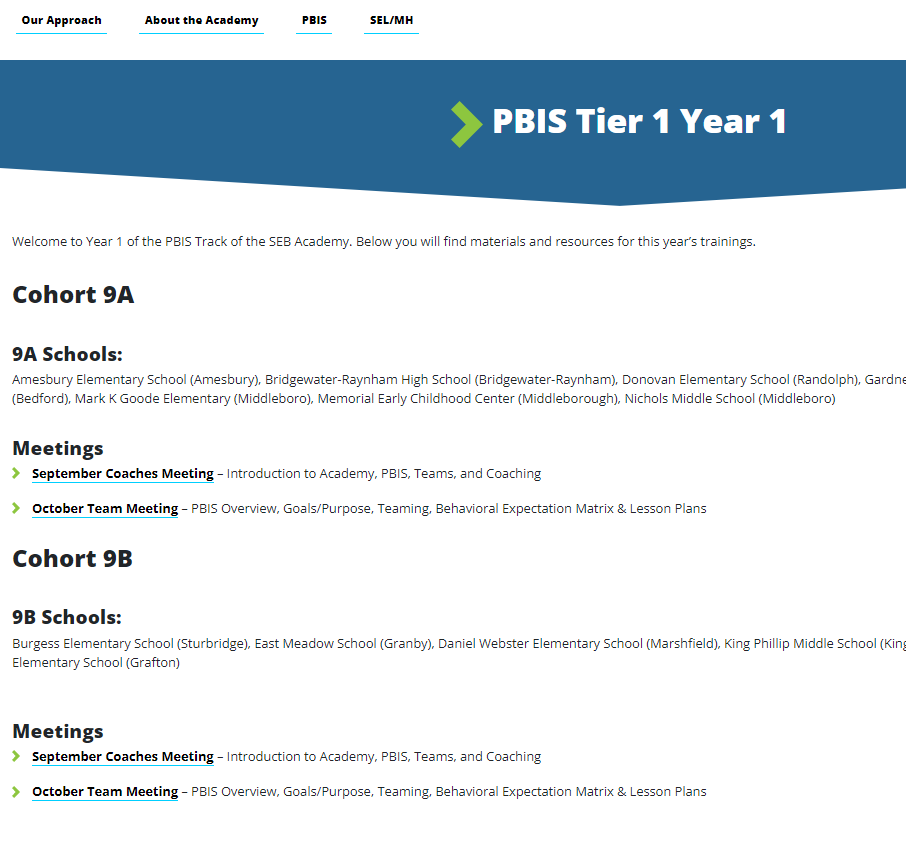 Our Approach About the Academy PBIS SEL/MH
PBIS Tier 1 Year 1
Welcome to Year 1 of the PBIS Track of the SEB Academy. Below you will find materials and resources for this year’s trainings.
Cohort 9A
9A Schools:
Amesbury Elementary School (Amesbury), Bridgewater-Raynham High School (Bridgewater-Raynham), Donovan Elementary School (Randolph),
(Bedford), Mark K Goode Elementary (Middleboro), Memorial Early Childhood Center (Middleborough), Nichols Middle School (Middleboro)
Meetings
September Coaches Meeting – Introduction to Academy, PBIS, Teams, and Coaching
October Team Meeting – PBIS Overview, Goals/Purpose, Teaming, Behavioral Expectation Matrix & Lesson Plans
Cohort 9B
9B Schools:
Burgess Elementary School (Sturbridge), East Meadow School (Granby), Daniel Webster Elementary School (Marshfield), King Phillip Middle School
Elementary School (Grafton)
Meetings
September Coaches Meeting – Introduction to Academy, PBIS, Teams, and Coaching
October Team Meeting – PBIS Overview, Goals/Purpose, Teaming, Behavioral Expectation Matrix & Lesson Plans